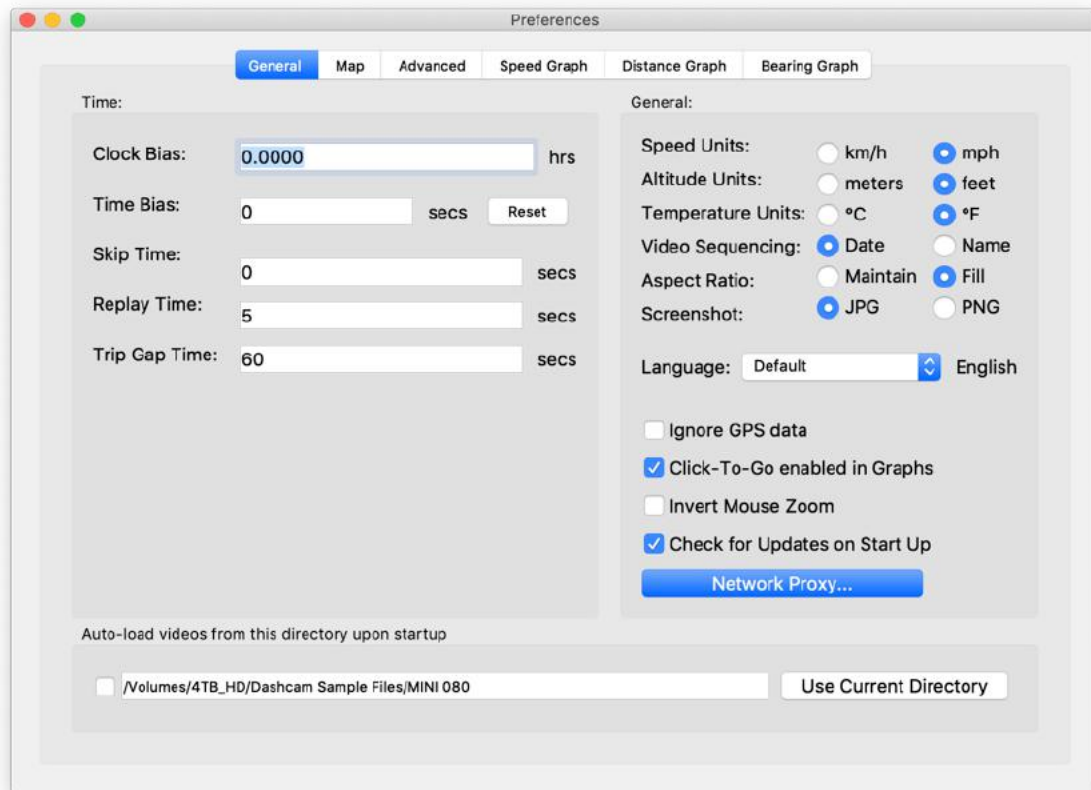 Preferences
General Map Advanced Speed Graph Distance Graph Bearing Graph
Time:
Clock Bias: 0.0000 hrs
Time Bias: 0 secs Reset
Skip Time: 0 secs
Replay Time: 5 secs
Trip Gap Time: 60 secs
General:
Speed Units: km/h mph
Altitude Units: meters feet
Temperature Units: °C °F
Video Sequencing: Date Name
Aspect Ratio: Maintain Fill
Screenshot: JPG PNG
Language: Default English
Ignore GPS data
Click-To-Go enabled in Graphs
Invert Mouse Zoom
Check for Updates on Start Up
Network Proxy...
Auto-load videos from this directory upon startup
/Volumes/4TB_HD/Dashcam Sample Files/MINI 080 Use Current Directory